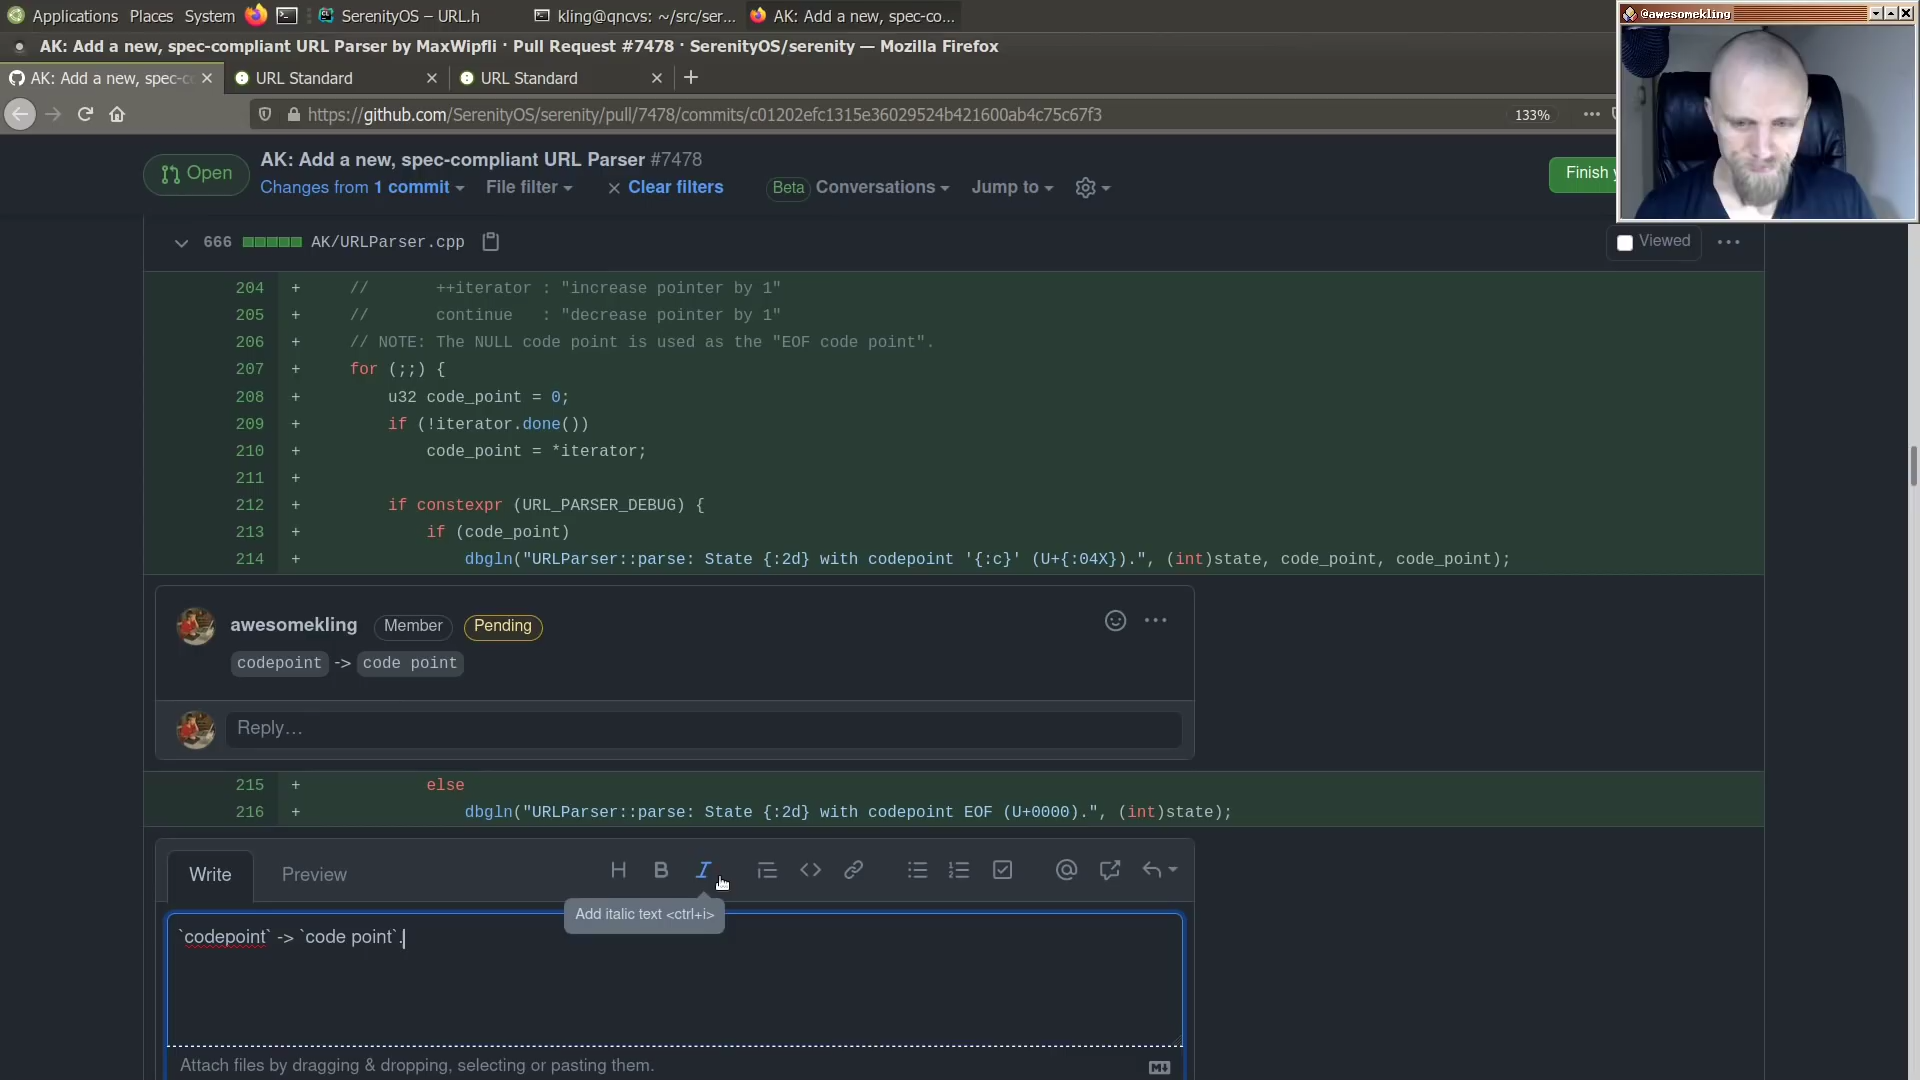 Applications Places System SerenityOS – URL.h kling@qncvs: ~/src/ser... AK: Add a new, spec-co...
@awesomekling
AK: Add a new, spec-compliant URL Parser by MaxWipfli · Pull Request #7478 · SerenityOS/serenity — Mozilla Firefox
AK: Add a new, spec-c URL Standard URL Standard
https://github.com/SerenityOS/serenity/pull/7478/commits/c01202efc1315e36029524b421600ab4c75c67f3 133%
Open
AK: Add a new, spec-compliant URL Parser #7478
Changes from 1 commit File filter Clear filters Beta Conversations Jump to
Finish y
666 AK/URLParser.cpp Viewed
204 + // ++iterator : "increase pointer by 1"
205 + // continue : "decrease pointer by 1"
206 + // NOTE: The NULL code point is used as the "EOF code point".
207 + for (;;) {
208 + u32 code_point = 0;
209 + if (!iterator.done())
210 + code_point = *iterator;
211 +
212 + if constexpr (URL_PARSER_DEBUG) {
213 + if (code_point)
214 + dbgln("URLParser::parse: State {:2d} with codepoint '{:c}' (U+{:04X}).", (int)state, code_point, code_point);
awesomekling Member Pending
codepoint -> code point
Reply...
215 + else
216 + dbgln("URLParser::parse: State {:2d} with codepoint EOF (U+0000).", (int)state);
Write Preview H B I
Add italic text <ctrl+i>
`codepoint` -> `code point`.
Attach files by dragging & dropping, selecting or pasting them.